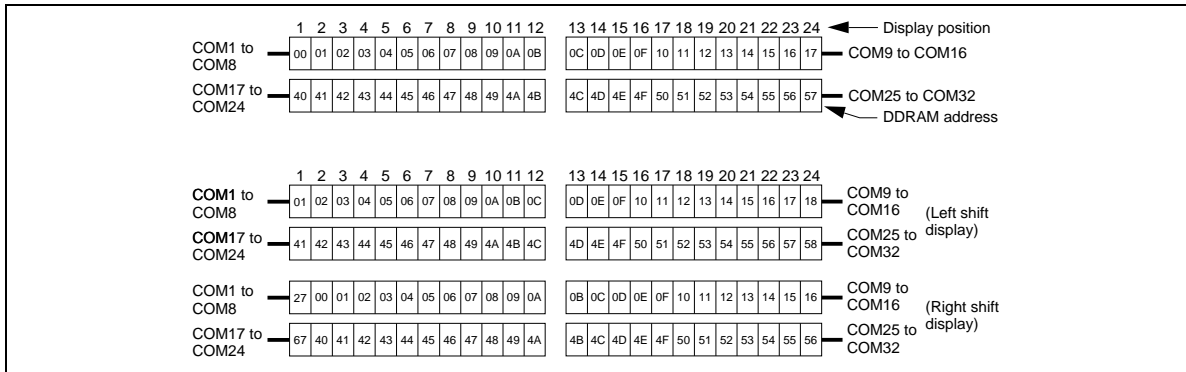 1 2 3 4 5 6 7 8 9 10 11 12 13 14 15 16 17 18 19 20 21 22 23 24 Display position
COM1 to COM8 00 01 02 03 04 05 06 07 08 09 0A 0B 0C 0D 0E 0F 10 11 12 13 14 15 16 17 COM9 to COM16
COM17 to COM24 40 41 42 43 44 45 46 47 48 49 4A 4B 4C 4D 4E 4F 50 51 52 53 54 55 56 57 COM25 to COM32
DDRAM address
1 2 3 4 5 6 7 8 9 10 11 12 13 14 15 16 17 18 19 20 21 22 23 24
COM1 to COM8 01 02 03 04 05 06 07 08 09 0A 0B 0C 0D 0E 0F 10 11 12 13 14 15 16 17 18 COM9 to COM16
(Left shift display)
COM17 to COM24 41 42 43 44 45 46 47 48 49 4A 4B 4C 4D 4E 4F 50 51 52 53 54 55 56 57 58 COM25 to COM32
COM1 to COM8 27 00 01 02 03 04 05 06 07 08 09 0A 0B 0C 0D 0E 0F 10 11 12 13 14 15 16 COM9 to COM16
(Right shift display)
COM17 to COM24 67 40 41 42 43 44 45 46 47 48 49 4A 4B 4C 4D 4E 4F 50 51 52 53 54 55 56 COM25 to COM32